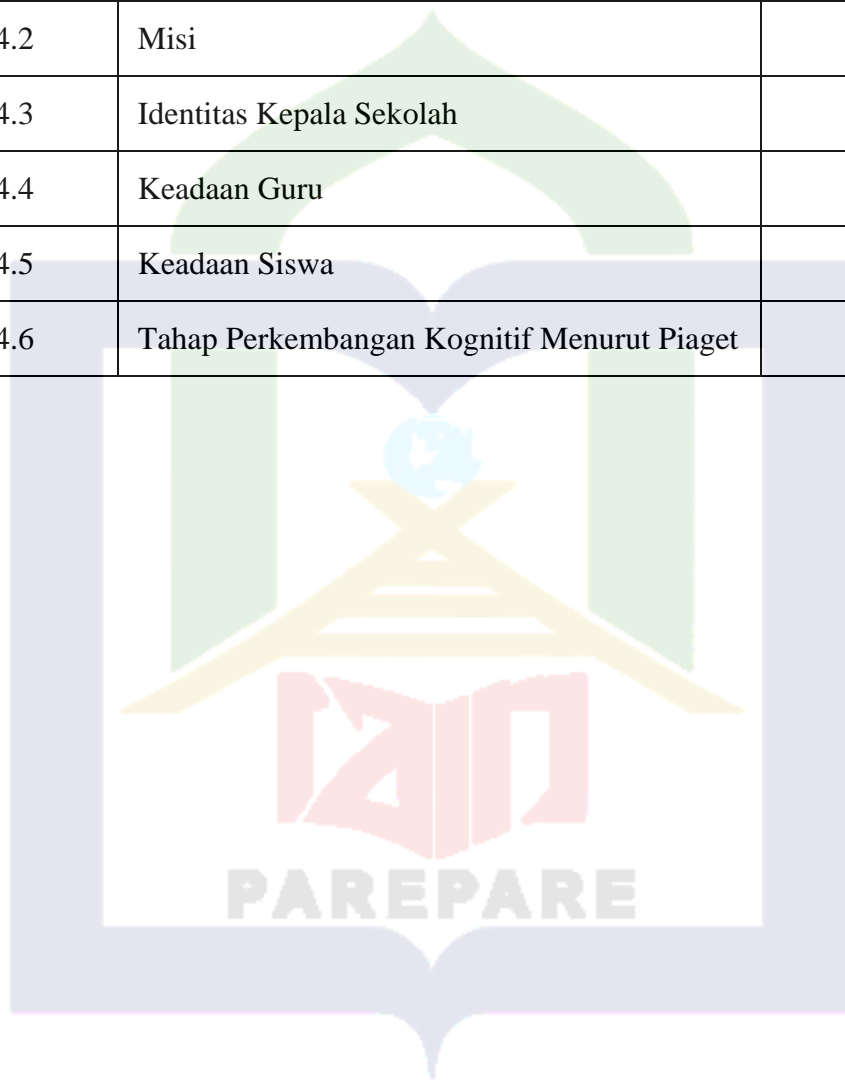 4.2 Misi
4.3 Identitas Kepala Sekolah
4.4 Keadaan Guru
4.5 Keadaan Siswa
4.6 Tahap Perkembangan Kognitif Menurut Piaget
iain
PAREPARE